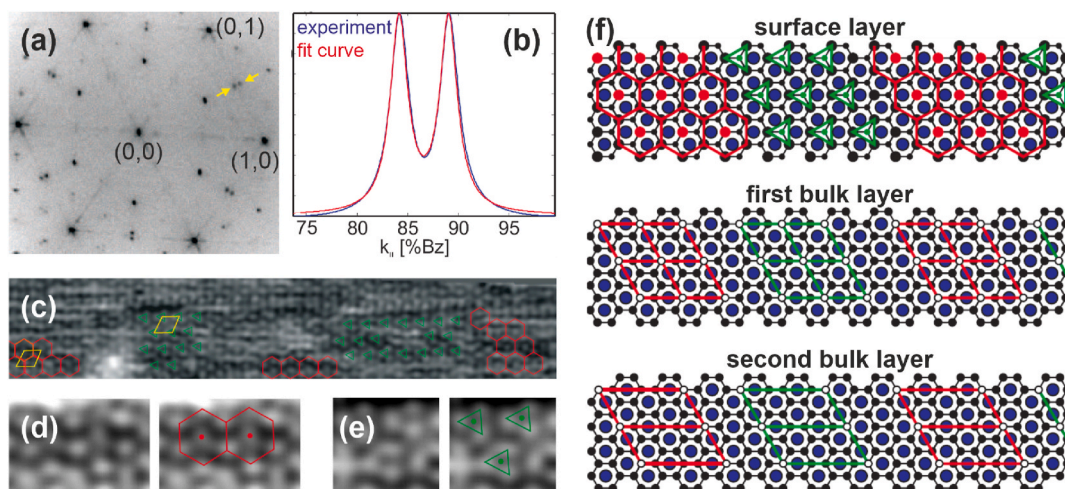 (a)
(0,1)
(0,0)
(1,0)
experiment
fit curve
(b)
75 80 85 90 95
k∥ [%Bz]
(c)
(d)
(e)
(f)
surface layer
first bulk layer
second bulk layer